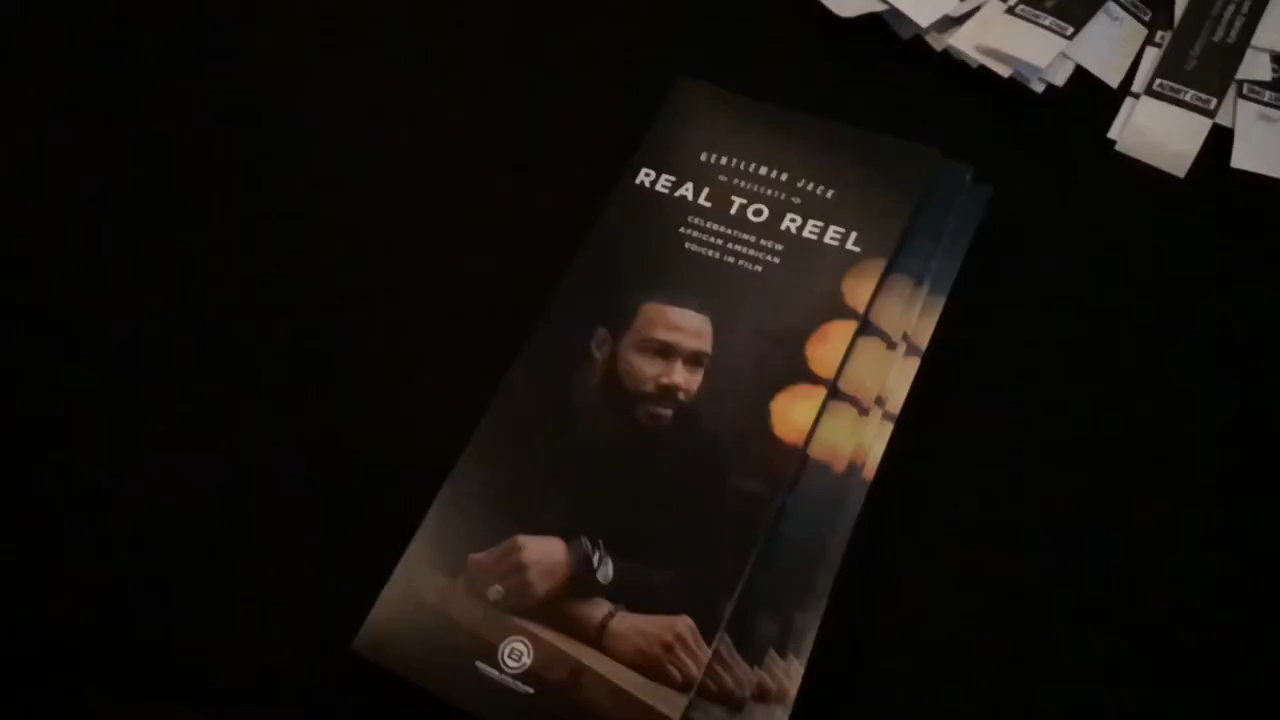 GENTLEMAN JACK
PRESENTS
REAL TO REEL
CELEBRATING NEW
AFRICAN AMERICAN
VOICES IN FILM
B
ADMIT ONE
ADMIT ONE